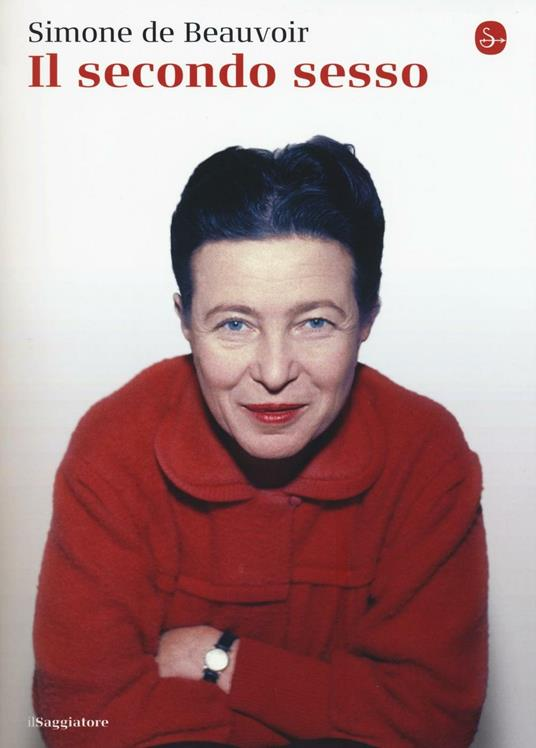 Simone de Beauvoir
Il secondo sesso
ilSaggiatore